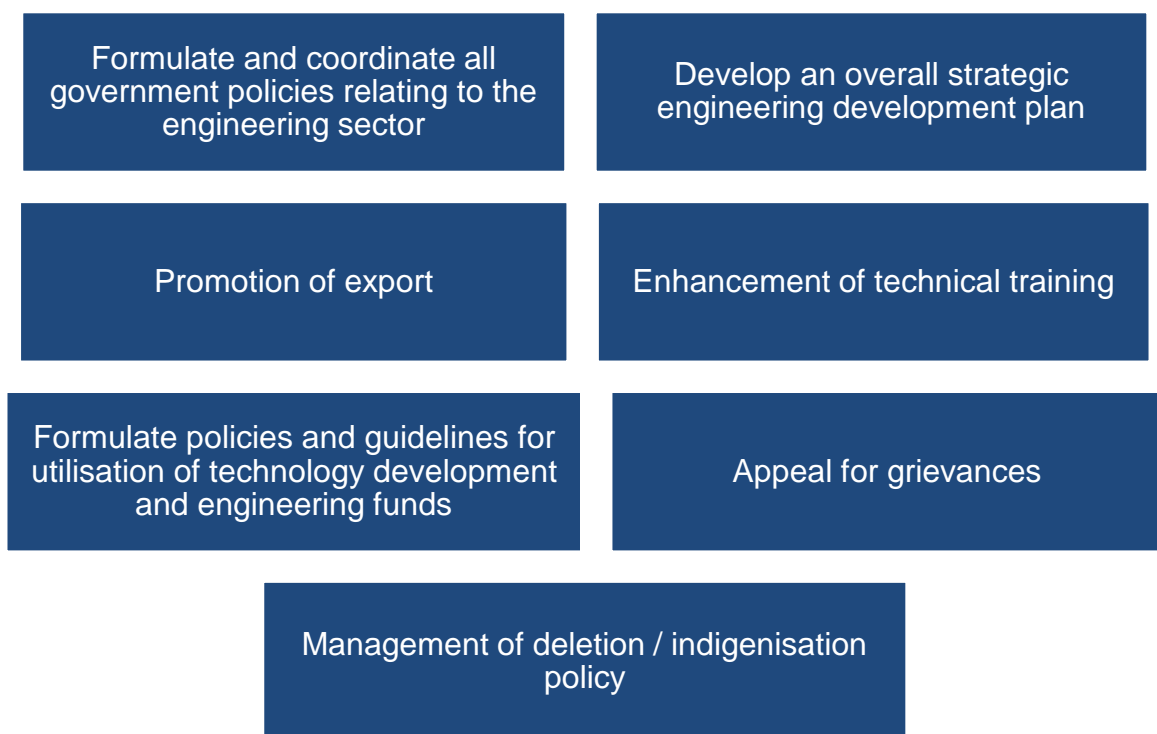 Formulate and coordinate all
government policies relating to the
engineering sector
Develop an overall strategic
engineering development plan
Promotion of export
Enhancement of technical training
Formulate policies and guidelines for
utilisation of technology development
and engineering funds
Appeal for grievances
Management of deletion / indigenisation
policy